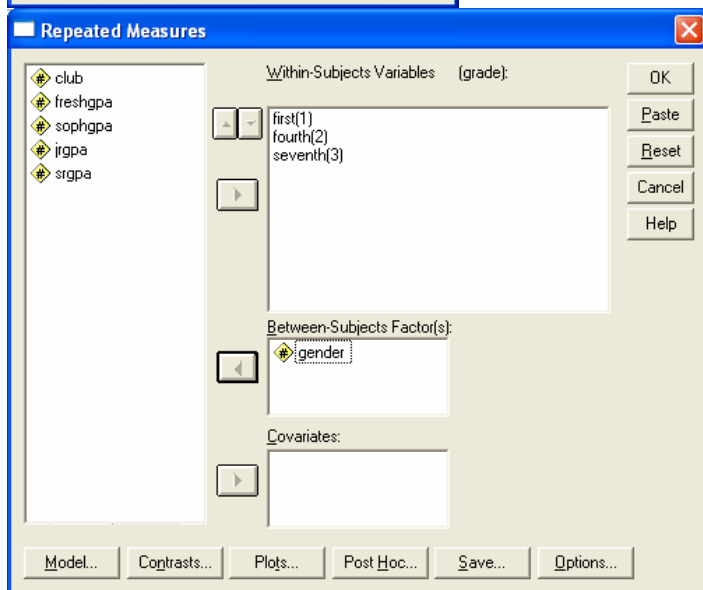 Repeated Measures
club
freshgpa
sophgpa
jrgpa
srgpa
Within-Subjects Variables (grade):
first(1)
fourth(2)
seventh(3)
OK
Paste
Reset
Cancel
Help
Between-Subjects Factor(s):
gender
Covariates:
Model... Contrasts... Plots... Post Hoc... Save... Options...